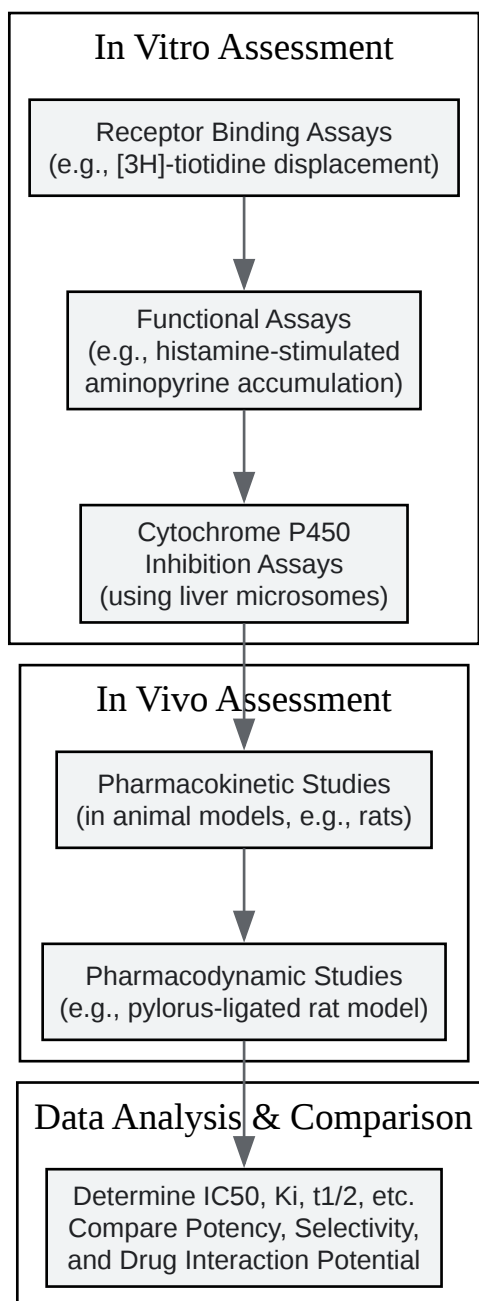 In Vitro Assessment
Receptor Binding Assays
(e.g., [3H]-tiotidine displacement)
Functional Assays
(e.g., histamine-stimulated
aminopyrine accumulation)
Cytochrome P450
Inhibition Assays
(using liver microsomes)
In Vivo Assessment
Pharmacokinetic Studies
(in animal models, e.g., rats)
Pharmacodynamic Studies
(e.g., pylorus-ligated rat model)
Data Analysis & Comparison
Determine IC50, Ki, t1/2, etc.
Compare Potency, Selectivity,
and Drug Interaction Potential